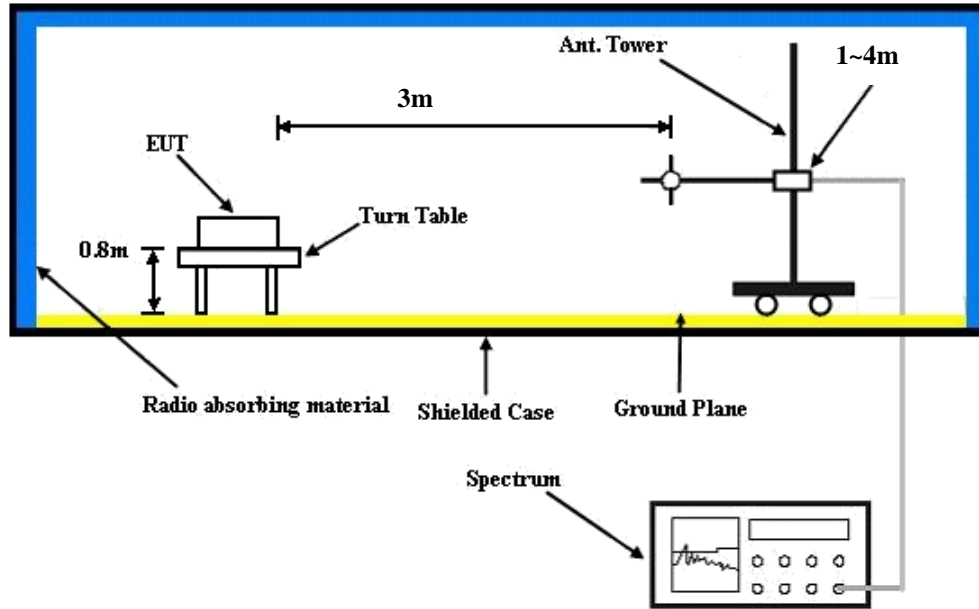 Ant. Tower
1~4m
3m
EUT
Turn Table
0.8m
Radio absorbing material
Shielded Case
Ground Plane
Spectrum